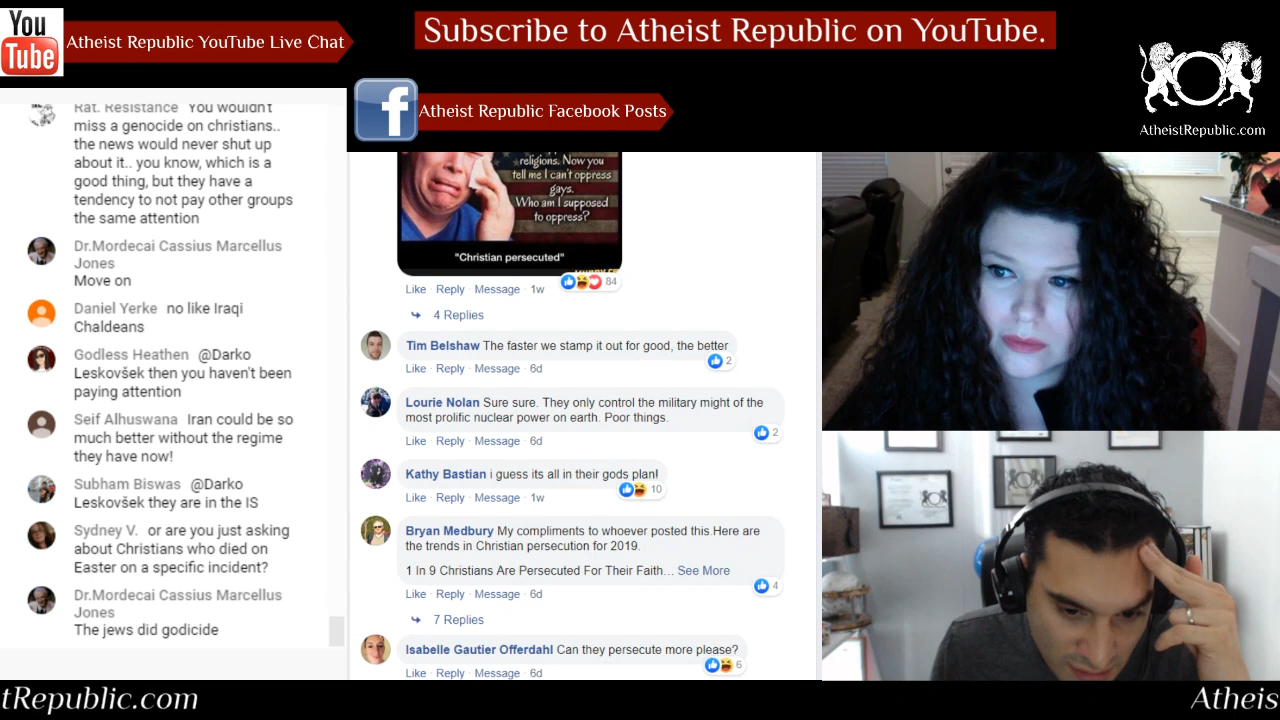 You
Tube
Atheist Republic YouTube Live Chat
Subscribe to Atheist Republic on YouTube.
AtheistRepublic.com
f
Atheist Republic Facebook Posts
Rat. Resistance You wouldn't
miss a genocide on christians..
the news would never shut up
about it.. you know, which is a
good thing, but they have a
tendency to not pay other groups
the same attention
Dr.Mordecai Cassius Marcellus
Jones
Move on
Daniel Yerke no like Iraqi
Chaldeans
Godless Heathen @Darko
Leskovšek then you haven't been
paying attention
Seif Alhuswana Iran could be so
much better without the regime
they have now!
Subham Biswas @Darko
Leskovšek they are in the IS
Sydney V. or are you just asking
about Christians who died on
Easter on a specific incident?
Dr.Mordecai Cassius Marcellus
Jones
The jews did godicide
religions. Now you
tell me I can't oppress
gays.
Who am I supposed
to oppress?
"Christian persecuted"
84
Like · Reply · Message · 1w
4 Replies
Tim Belshaw The faster we stamp it out for good, the better
2
Like · Reply · Message · 6d
Lourie Nolan Sure sure. They only control the military might of the
most prolific nuclear power on earth. Poor things.
2
Like · Reply · Message · 6d
Kathy Bastian i guess its all in their gods plan!
10
Like · Reply · Message · 1w
Bryan Medbury My compliments to whoever posted this.Here are
the trends in Christian persecution for 2019.
1 In 9 Christians Are Persecuted For Their Faith... See More
4
Like · Reply · Message · 6d
7 Replies
Isabelle Gautier Offerdahl Can they persecute more please?
6
Like · Reply · Message · 6d
tRepublic.com
Atheis